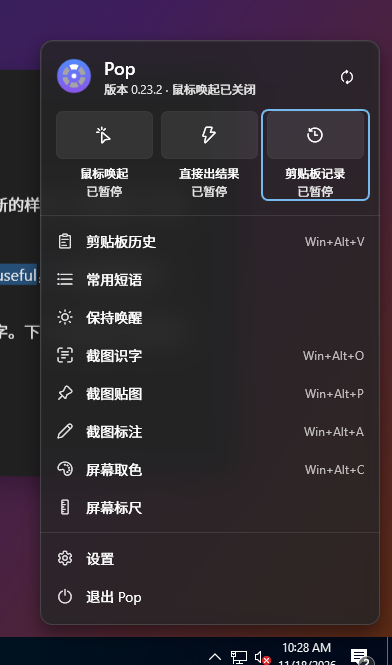 Pop
版本 0.23.2 · 鼠标唤起已关闭
鼠标唤起
已暂停
直接出结果
已暂停
剪贴板记录
已暂停
新的样
useful,
剪贴板历史 Win+Alt+V
常用短语
保持唤醒
字。下
截图识字 Win+Alt+O
截图贴图 Win+Alt+P
截图标注 Win+Alt+A
屏幕取色 Win+Alt+C
屏幕标尺
设置
退出 Pop
10:28 AM
11/18/2026
2